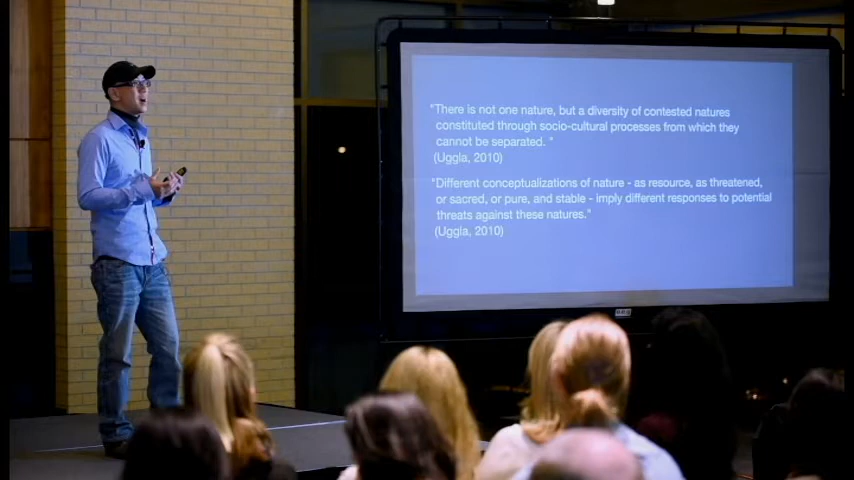 "There is not one nature, but a diversity of contested natures
constituted through socio-cultural processes from which they
cannot be separated. "
(Uggla, 2010)
"Different conceptualizations of nature - as resource, as threatened,
or sacred, or pure, and stable - imply different responses to potential
threats against these natures."
(Uggla, 2010)